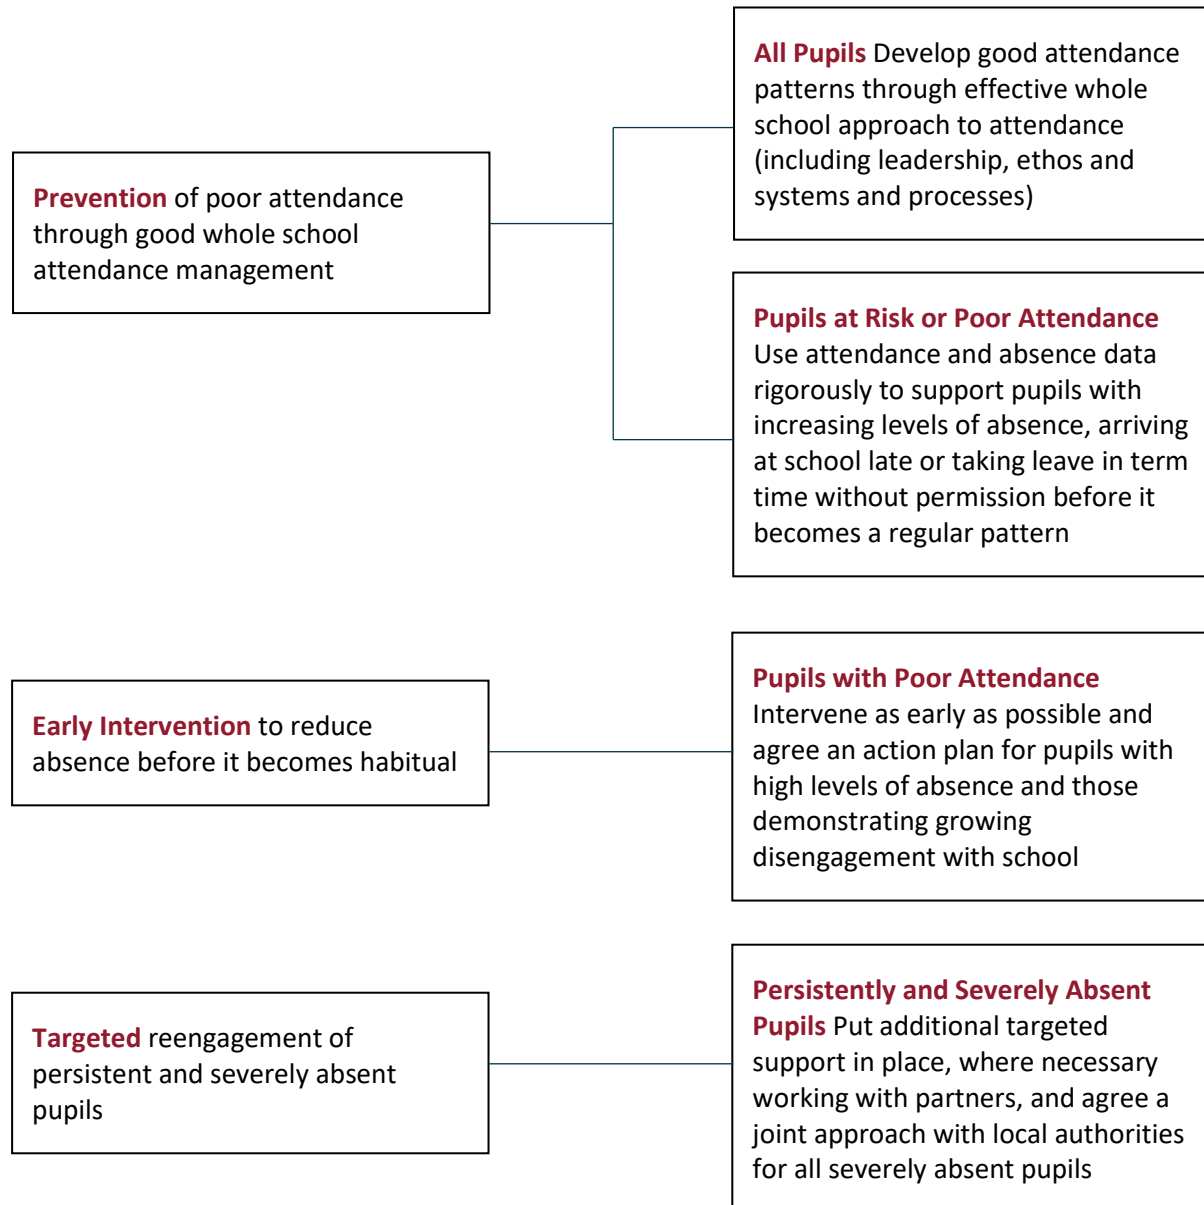 Prevention of poor attendance
through good whole school
attendance management
All Pupils Develop good attendance
patterns through effective whole
school approach to attendance
(including leadership, ethos and
systems and processes)
Pupils at Risk or Poor Attendance
Use attendance and absence data
rigorously to support pupils with
increasing levels of absence, arriving
at school late or taking leave in term
time without permission before it
becomes a regular pattern
Early Intervention to reduce
absence before it becomes habitual
Pupils with Poor Attendance
Intervene as early as possible and
agree an action plan for pupils with
high levels of absence and those
demonstrating growing
disengagement with school
Targeted reengagement of
persistent and severely absent
pupils
Persistently and Severely Absent
Pupils Put additional targeted
support in place, where necessary
working with partners, and agree a
joint approach with local authorities
for all severely absent pupils